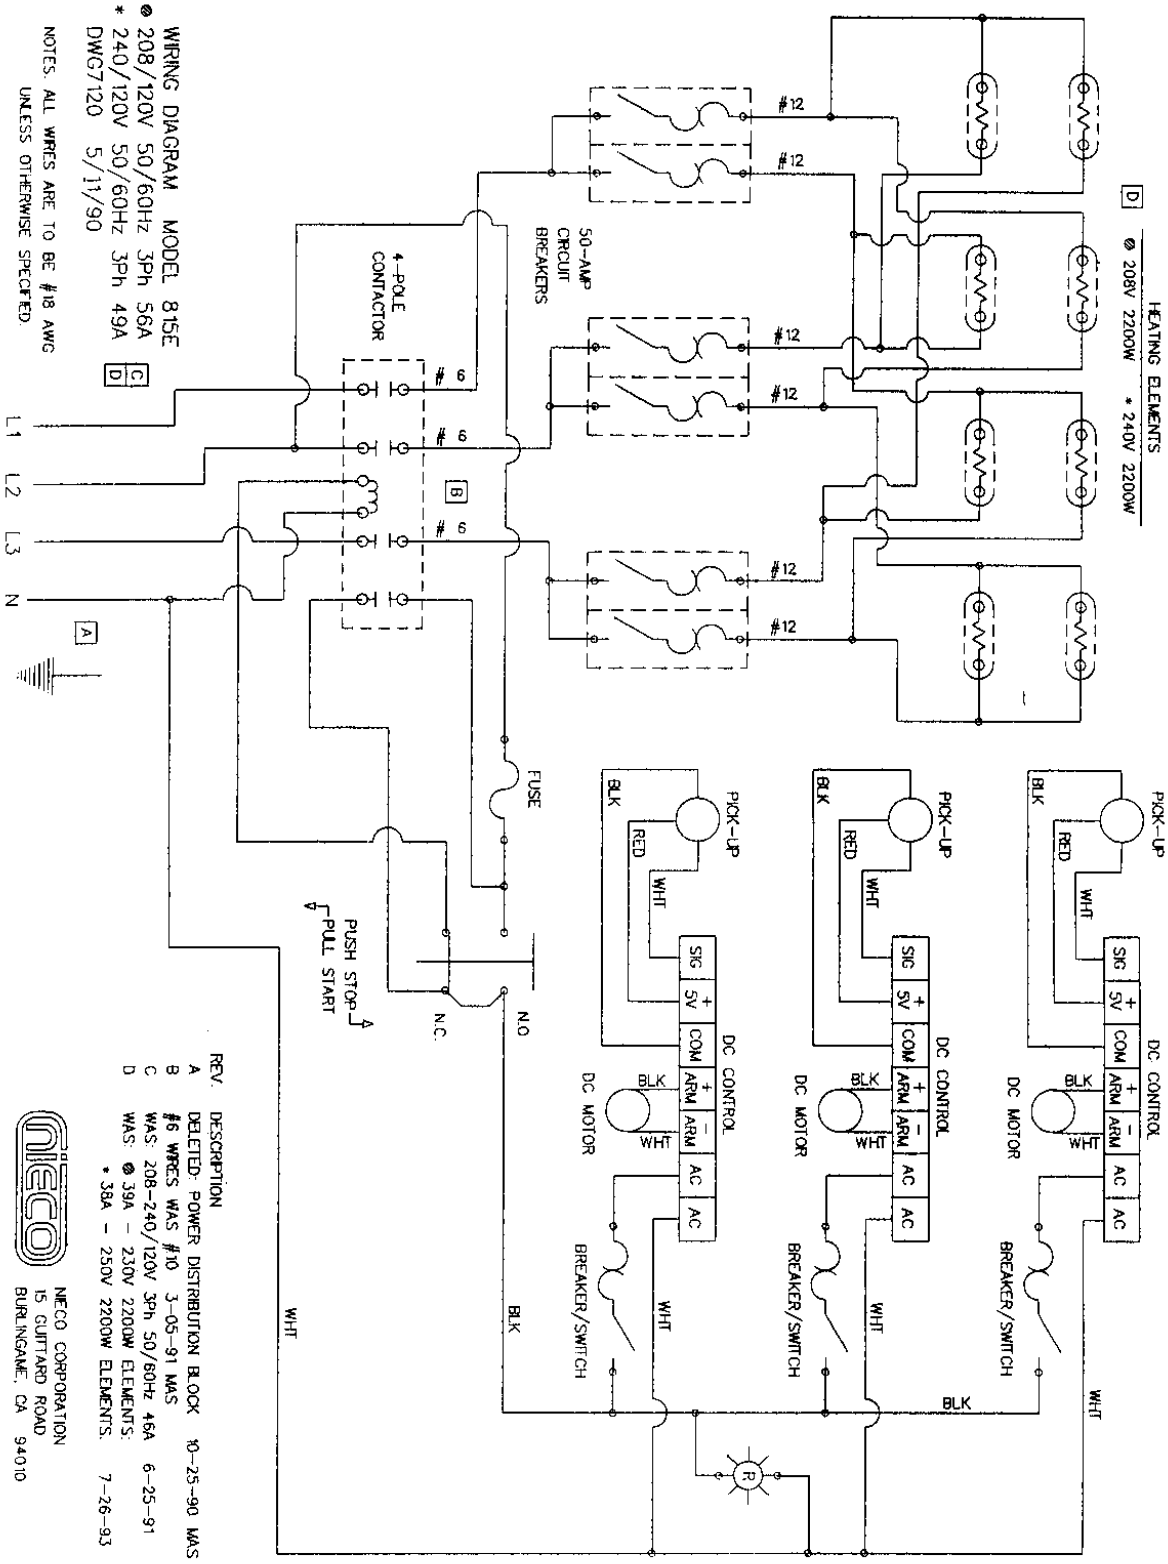 HEATING ELEMENTS
⊘ 208V 2200W * 240V 2200W
D
#12
#12
#12
#12
#12
#12
50-AMP
CIRCUIT
BREAKERS
4-POLE
CONTACTOR
# 6
# 6
# 6
B
L1
L2
L3
N
A
WIRING DIAGRAM MODEL 815E
⊘ 208/120V 50/60Hz 3Ph 56A
* 240/120V 50/60Hz 3Ph 49A
DWG7120 5/11/90
C
D
NOTES. ALL WIRES ARE TO BE #18 AWG
UNLESS OTHERWISE SPECIFIED.
FUSE
PUSH STOP
PULL START
N.O
N.C.
PICK-UP
BLK
RED
WHT
DC CONTROL
SIG
+ 5V
COM
+ ARM
- ARM
AC
AC
BLK
WHT
DC MOTOR
BREAKER/SWITCH
WHT
PICK-UP
BLK
RED
WHT
DC CONTROL
SIG
+ 5V
COM
+ ARM
- ARM
AC
AC
BLK
WHT
DC MOTOR
BREAKER/SWITCH
WHT
PICK-UP
BLK
RED
WHT
DC CONTROL
SIG
+ 5V
COM
+ ARM
- ARM
AC
AC
BLK
WHT
DC MOTOR
BREAKER/SWITCH
WHT
BLK
BLK
WHT
R
REV. DESCRIPTION
A DELETED: POWER DISTRIBUTION BLOCK 10-25-90 MAS
B #6 WIRES WAS #10 3-05-91 MAS
C WAS: 208-240/120V 3Ph 50/60Hz 46A 6-25-91
D WAS: ⊘ 39A - 230V 2200W ELEMENTS:
* 38A - 250V 2200W ELEMENTS. 7-26-93
NIECO
NIECO CORPORATION
15 GUITTARD ROAD
BURLINGAME, CA 94010